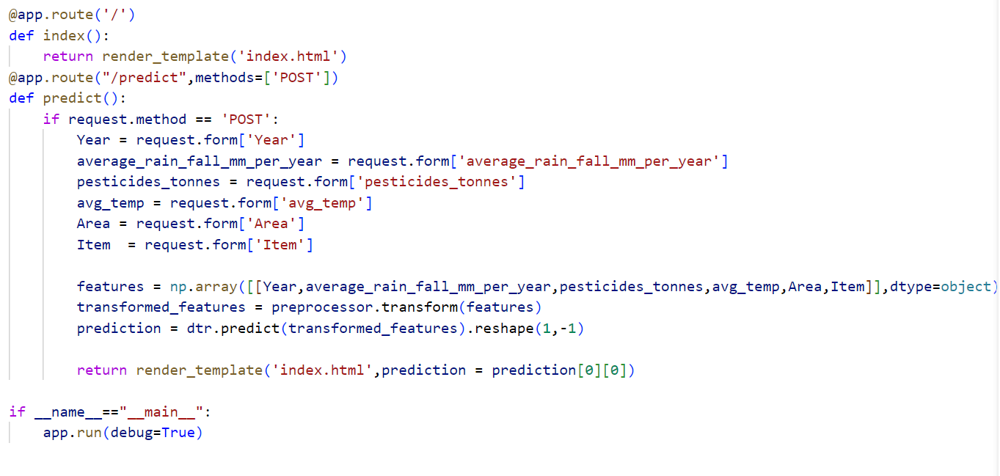 @app.route('/')
def index():
    return render_template('index.html')
@app.route("/predict",methods=['POST'])
def predict():
    if request.method == 'POST':
        Year = request.form['Year']
        average_rain_fall_mm_per_year = request.form['average_rain_fall_mm_per_year']
        pesticides_tonnes = request.form['pesticides_tonnes']
        avg_temp = request.form['avg_temp']
        Area = request.form['Area']
        Item  = request.form['Item']

        features = np.array([[Year,average_rain_fall_mm_per_year,pesticides_tonnes,avg_temp,Area,Item]],dtype=object)
        transformed_features = preprocessor.transform(features)
        prediction = dtr.predict(transformed_features).reshape(1,-1)

        return render_template('index.html',prediction = prediction[0][0])

if __name__=="__main__":
    app.run(debug=True)